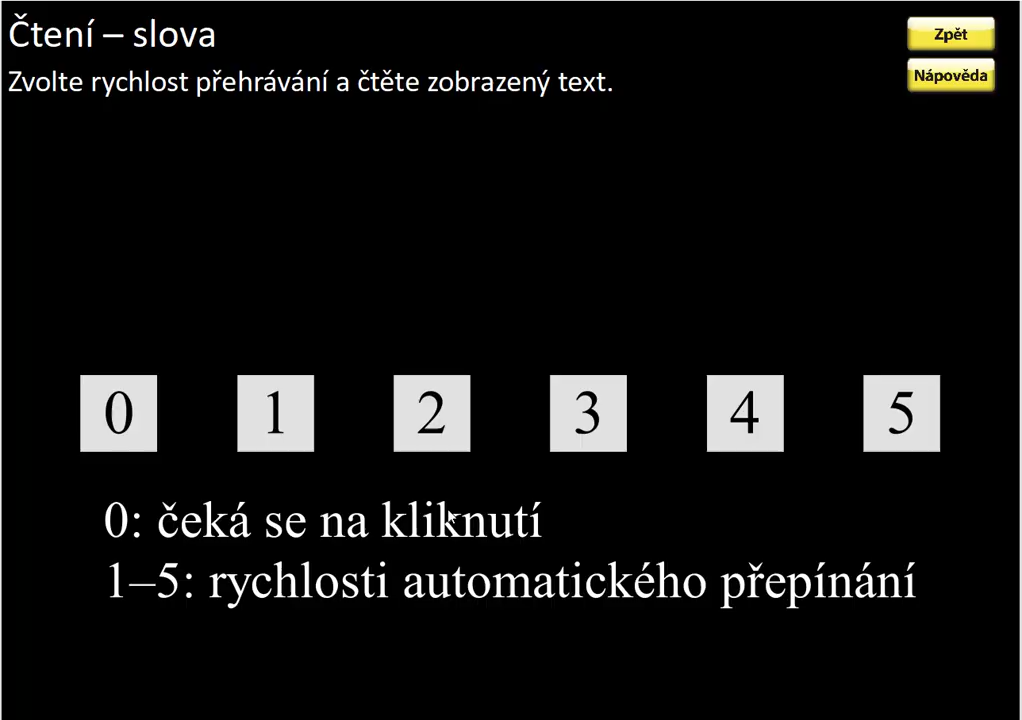 Čtení – slova
Zpět
Zvolte rychlost přehrávání a čtěte zobrazený text.
Nápověda
0 1 2 3 4 5
0: čeká se na kliknutí
1–5: rychlosti automatického přepínání